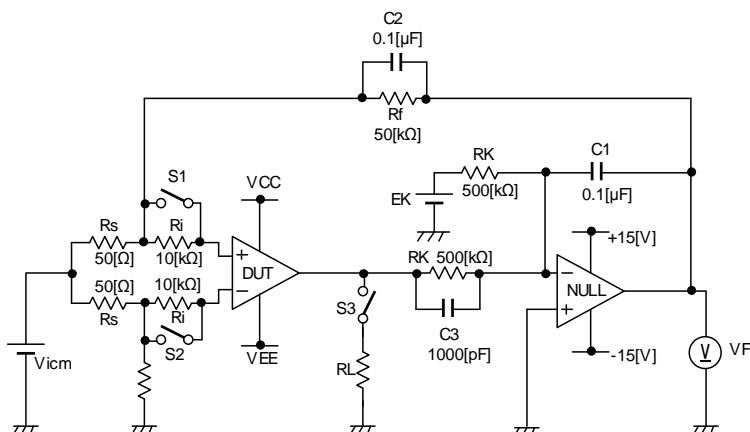 C2
0.1[µF]
Rf
50[kΩ]
S1
VCC
RK
500[kΩ]
EK
C1
0.1[µF]
Rs
50[Ω]
Ri
10[kΩ]
+
DUT
−
50[Ω]
Rs
10[kΩ]
Ri
S2
VEE
Vicm
RK
500[kΩ]
C3
1000[pF]
S3
RL
+15[V]
−
NULL
+
-15[V]
V
VF